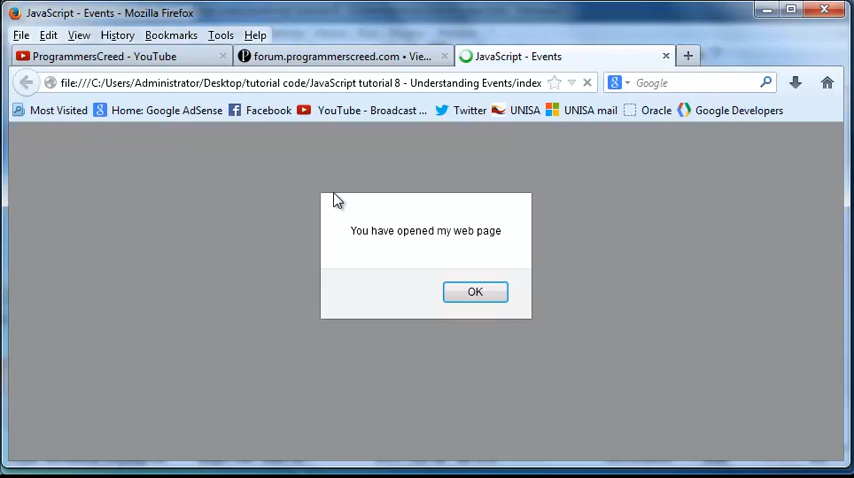 JavaScript - Events - Mozilla Firefox
File Edit View History Bookmarks Tools Help
ProgrammersCreed - YouTube × forum.programmerscreed.com • Vie... × JavaScript - Events × +
file:///C:/Users/Administrator/Desktop/tutorial code/JavaScript tutorial 8 - Understanding Events/index Google
Most Visited Home: Google AdSense Facebook YouTube - Broadcast ... Twitter UNISA UNISA mail Oracle Google Developers
You have opened my web page
OK